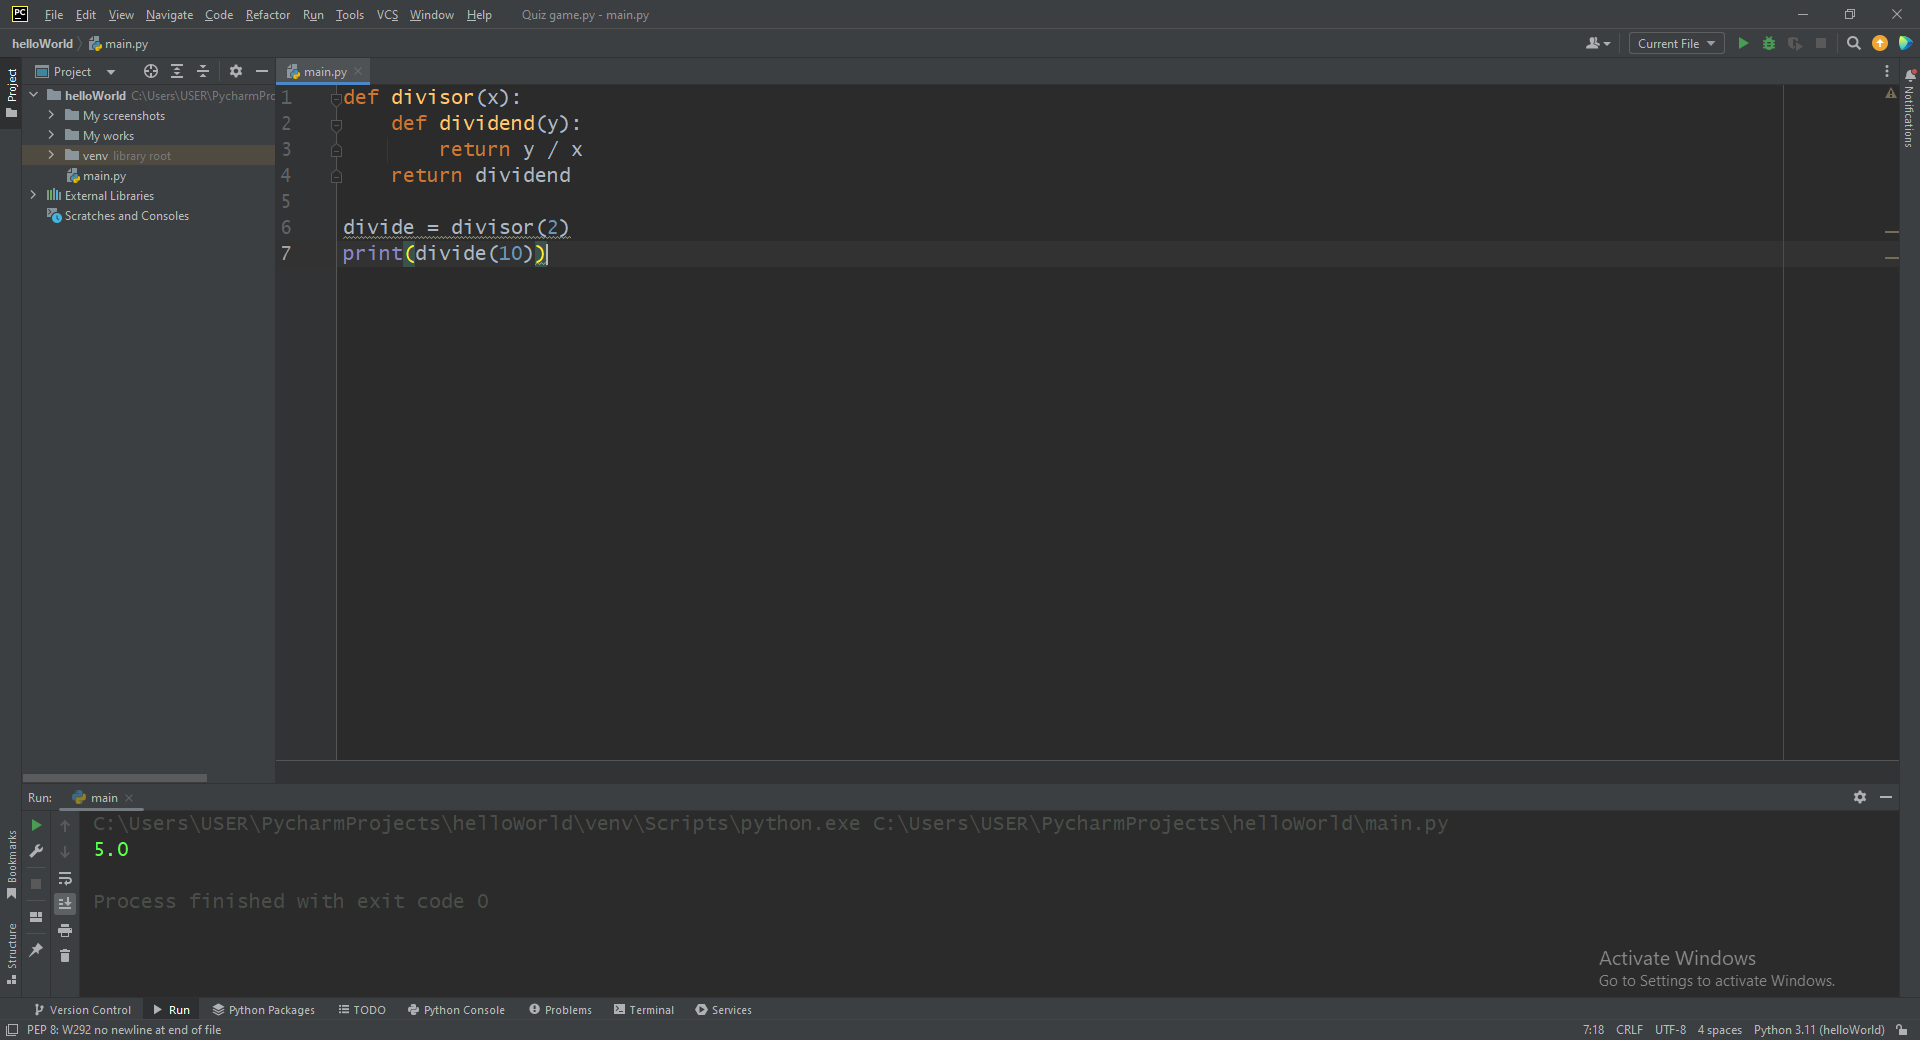 PC File Edit View Navigate Code Refactor Run Tools VCS Window Help Quiz game.py - main.py
helloWorld main.py Current File
Project
Project
main.py
Notifications
helloWorld C:\Users\USER\PycharmPro
My screenshots
My works
venv library root
main.py
External Libraries
Scratches and Consoles
1 def divisor(x):
2     def dividend(y):
3         return y / x
4     return dividend
5
6 divide = divisor(2)
7 print(divide(10))
Run: main
C:\Users\USER\PycharmProjects\helloWorld\venv\Scripts\python.exe C:\Users\USER\PycharmProjects\helloWorld\main.py
5.0
Process finished with exit code 0
Bookmarks
Structure
Activate Windows
Go to Settings to activate Windows.
Version Control Run Python Packages TODO Python Console Problems Terminal Services
PEP 8: W292 no newline at end of file 7:18 CRLF UTF-8 4 spaces Python 3.11 (helloWorld)